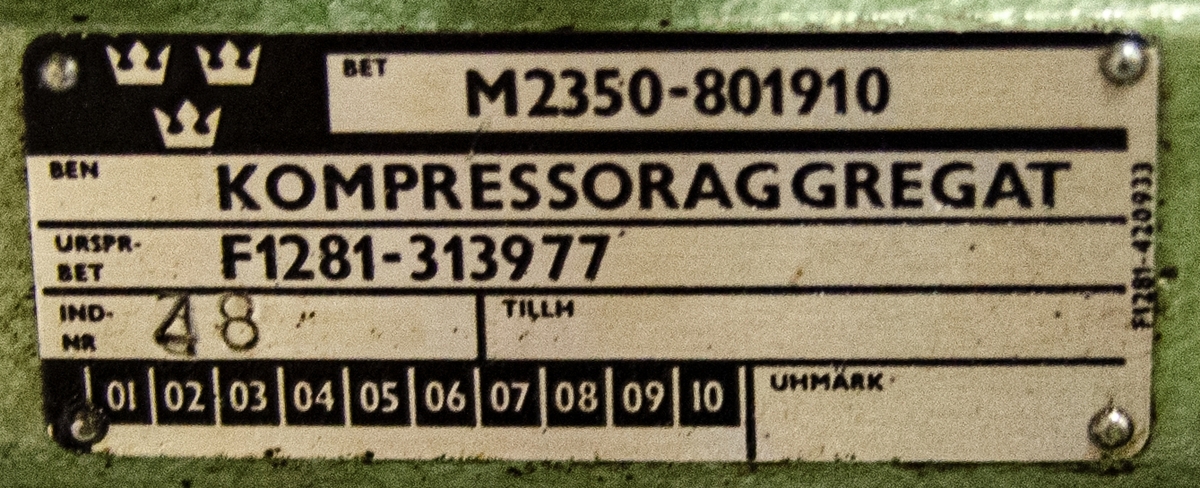 BET M2350-801910
BEN KOMPRESSORAGGREGAT
URSPR-
BET F1281-313977
IND-
NR 48
TILLH
01 02 03 04 05 06 07 08 09 10
UHMÄRK
F1281-420933